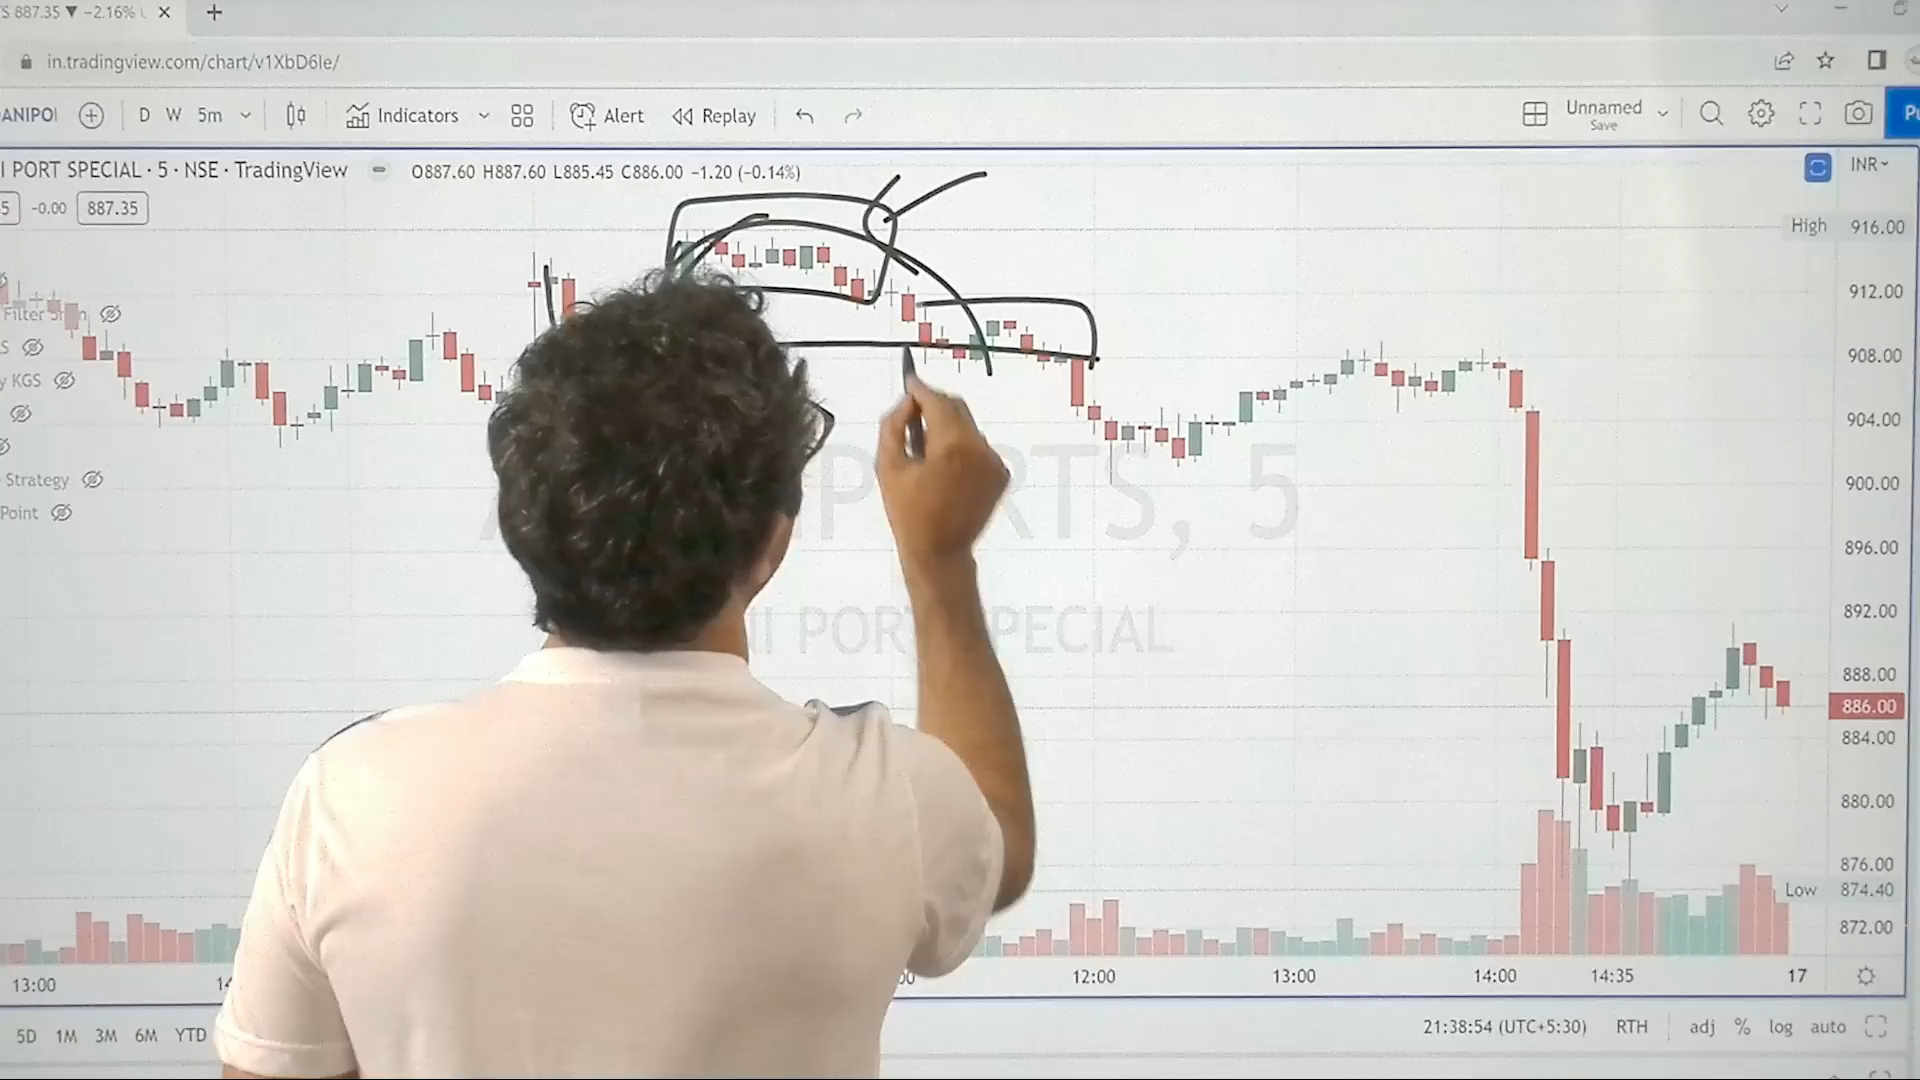 S 887.35 ▼ −2.16%
in.tradingview.com/chart/v1XbD6Ie/
ANIPOI D W 5m Indicators Alert Replay Unnamed
Save
I PORT SPECIAL · 5 · NSE · TradingView O887.60 H887.60 L885.45 C886.00 −1.20 (−0.14%) INR
5 -0.00 887.35
High 916.00
912.00
Filter
S
908.00
y KGS
904.00
Strategy
900.00
PORTS, 5
Point
896.00
892.00
PORT SPECIAL
888.00
886.00
884.00
880.00
876.00
Low 874.40
872.00
13:00 12:00 13:00 14:00 14:35 17
5D 1M 3M 6M YTD 21:38:54 (UTC+5:30) RTH adj % log auto